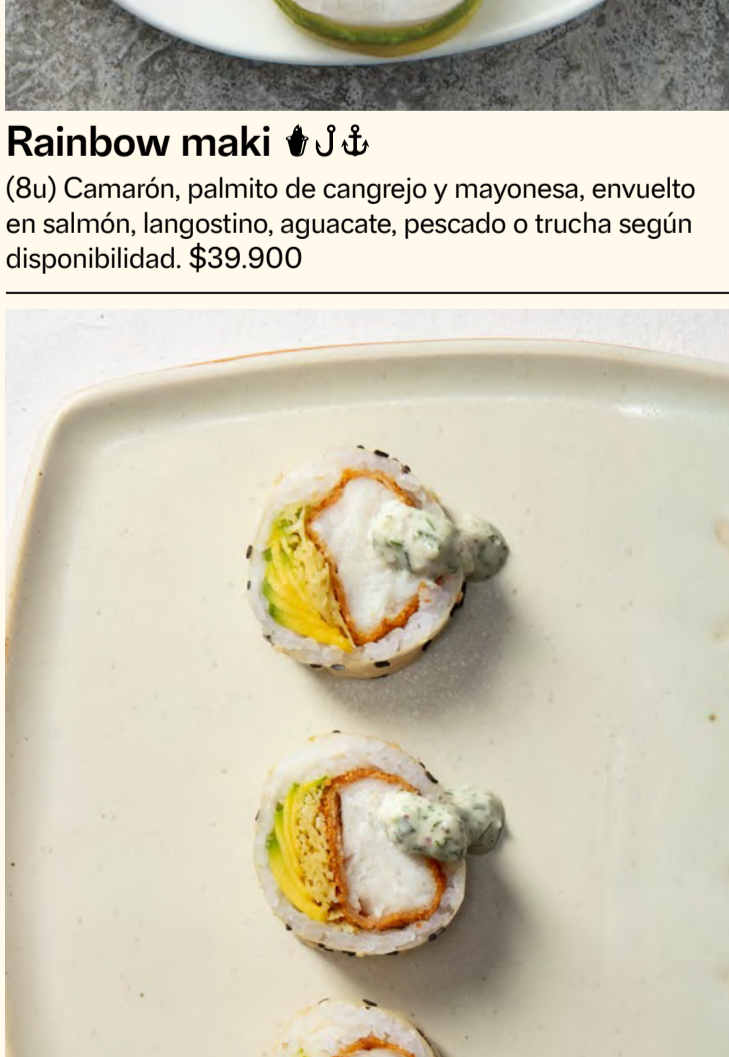 Rainbow maki
(8u) Camarón, palmito de cangrejo y mayonesa, envuelto
en salmón, langostino, aguacate, pescado o trucha según
disponibilidad. $39.900